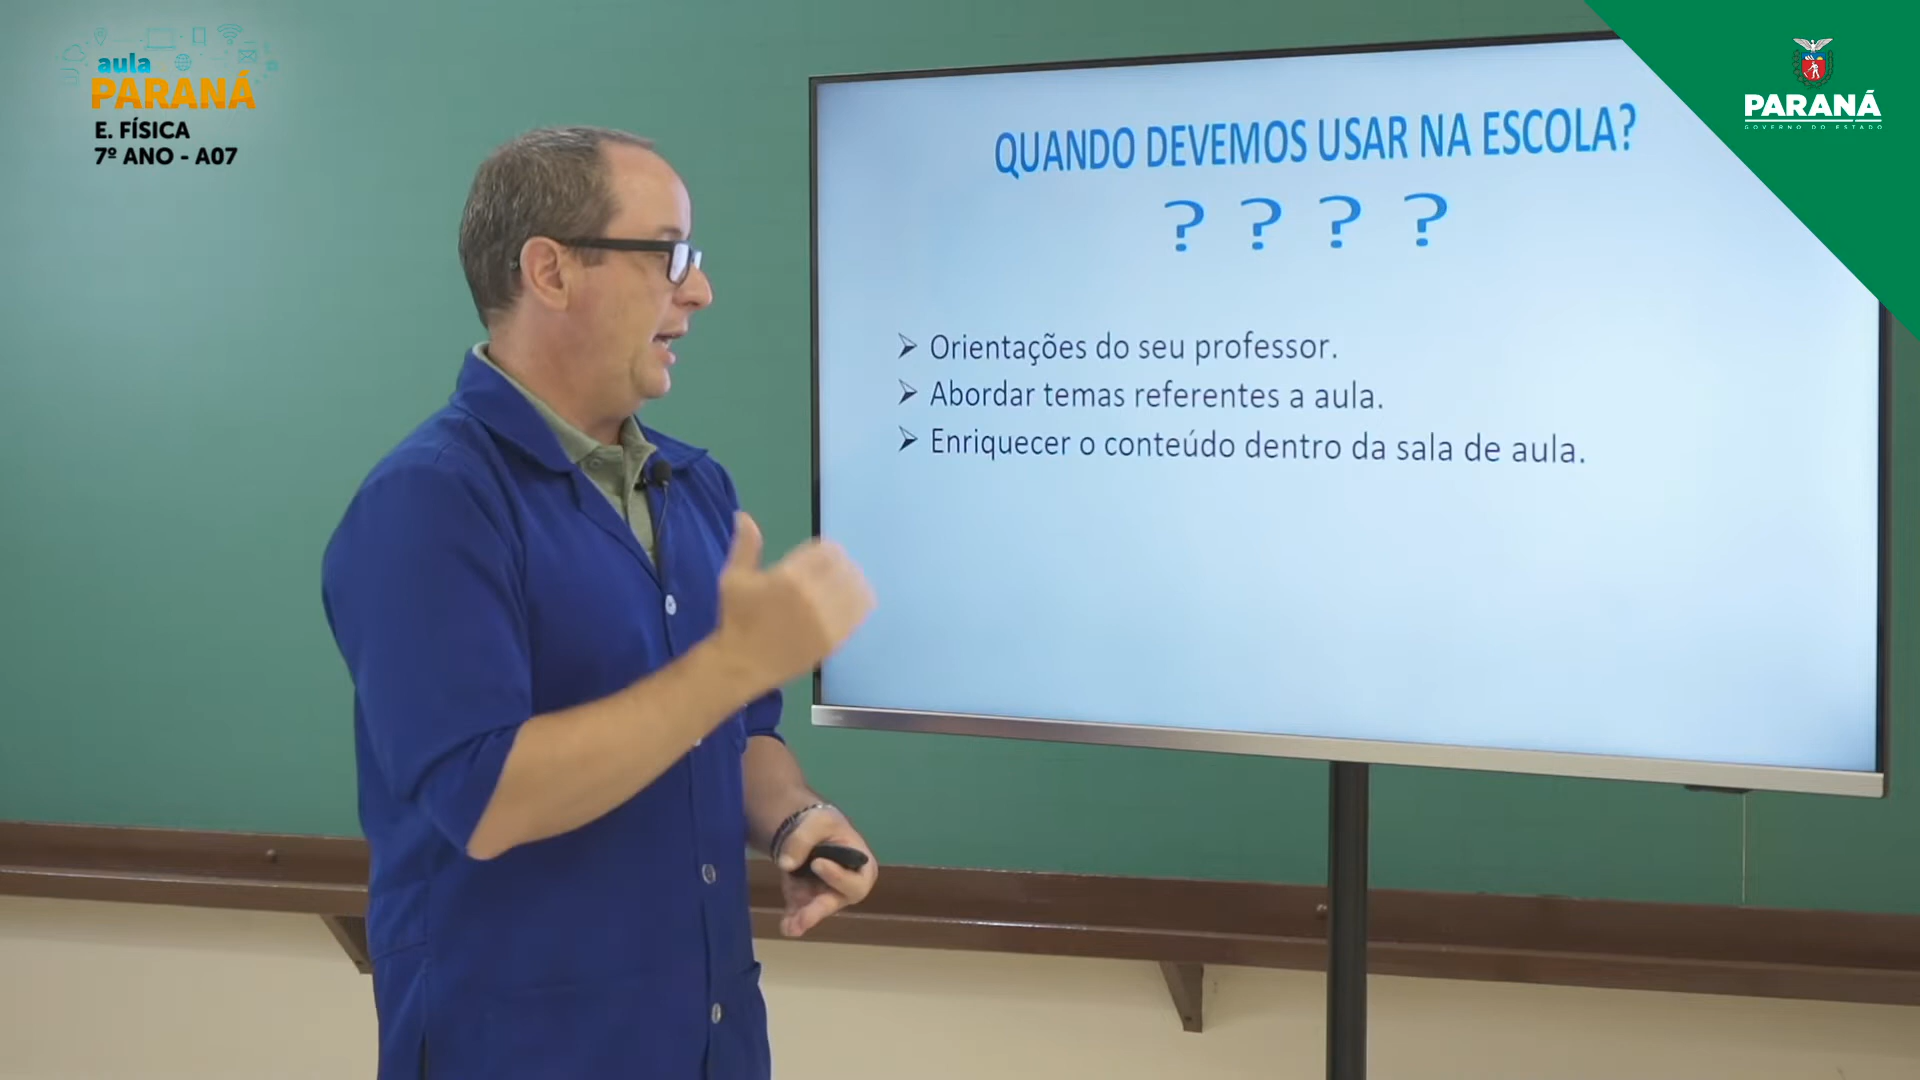 aula
PARANÁ
E. FÍSICA
7º ANO - A07
PARANÁ
GOVERNO DO ESTADO
QUANDO DEVEMOS USAR NA ESCOLA?
? ? ? ?
➢ Orientações do seu professor.
➢ Abordar temas referentes a aula.
➢ Enriquecer o conteúdo dentro da sala de aula.